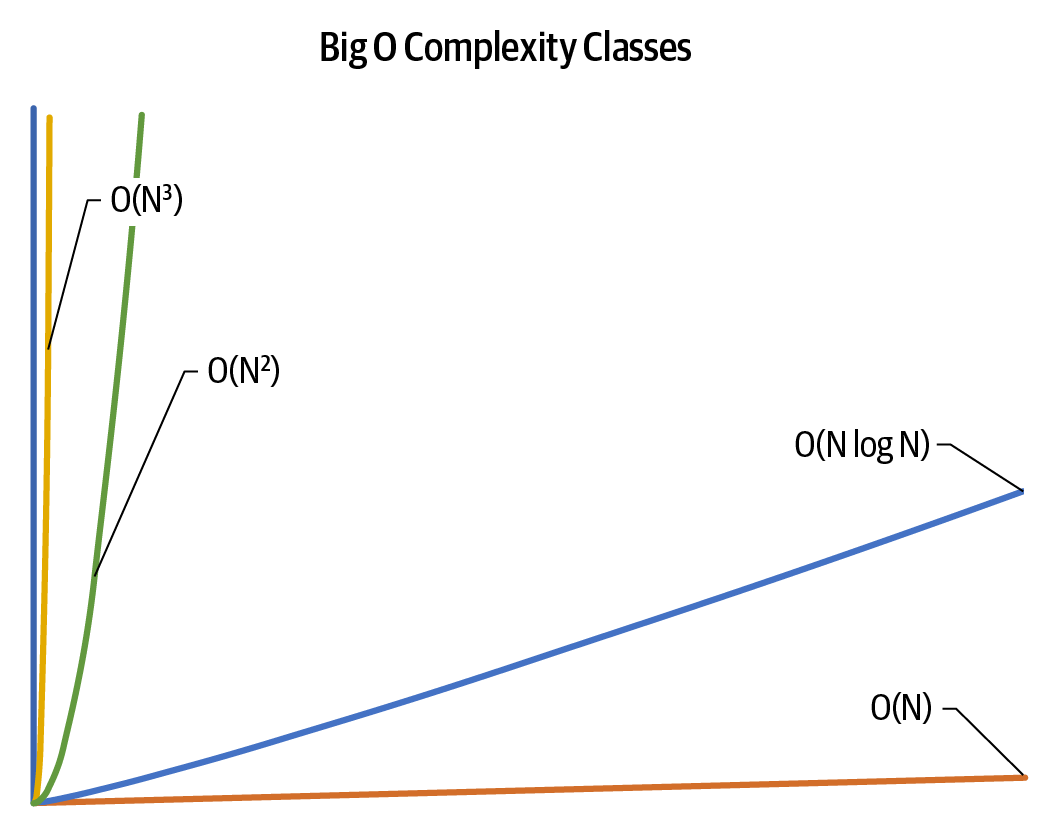 Big O Complexity Classes
O(N³)
O(N²)
O(N log N)
O(N)